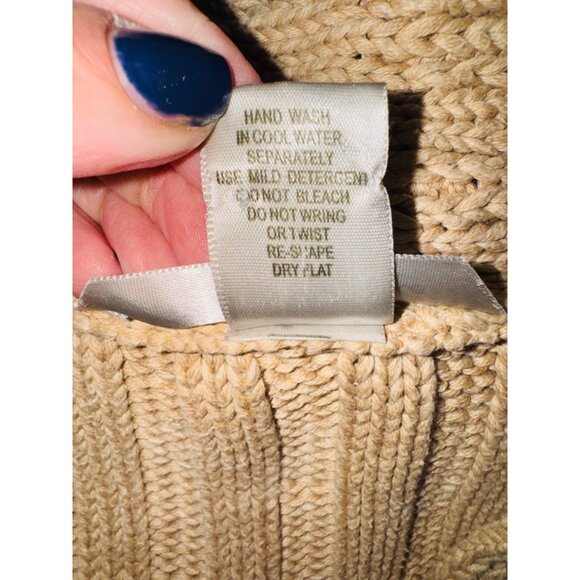 HAND WASH
IN COOL WATER
SEPARATELY
USE MILD DETERGENT
DO NOT BLEACH
DO NOT WRING
OR TWIST
RE-SHAPE
DRY FLAT